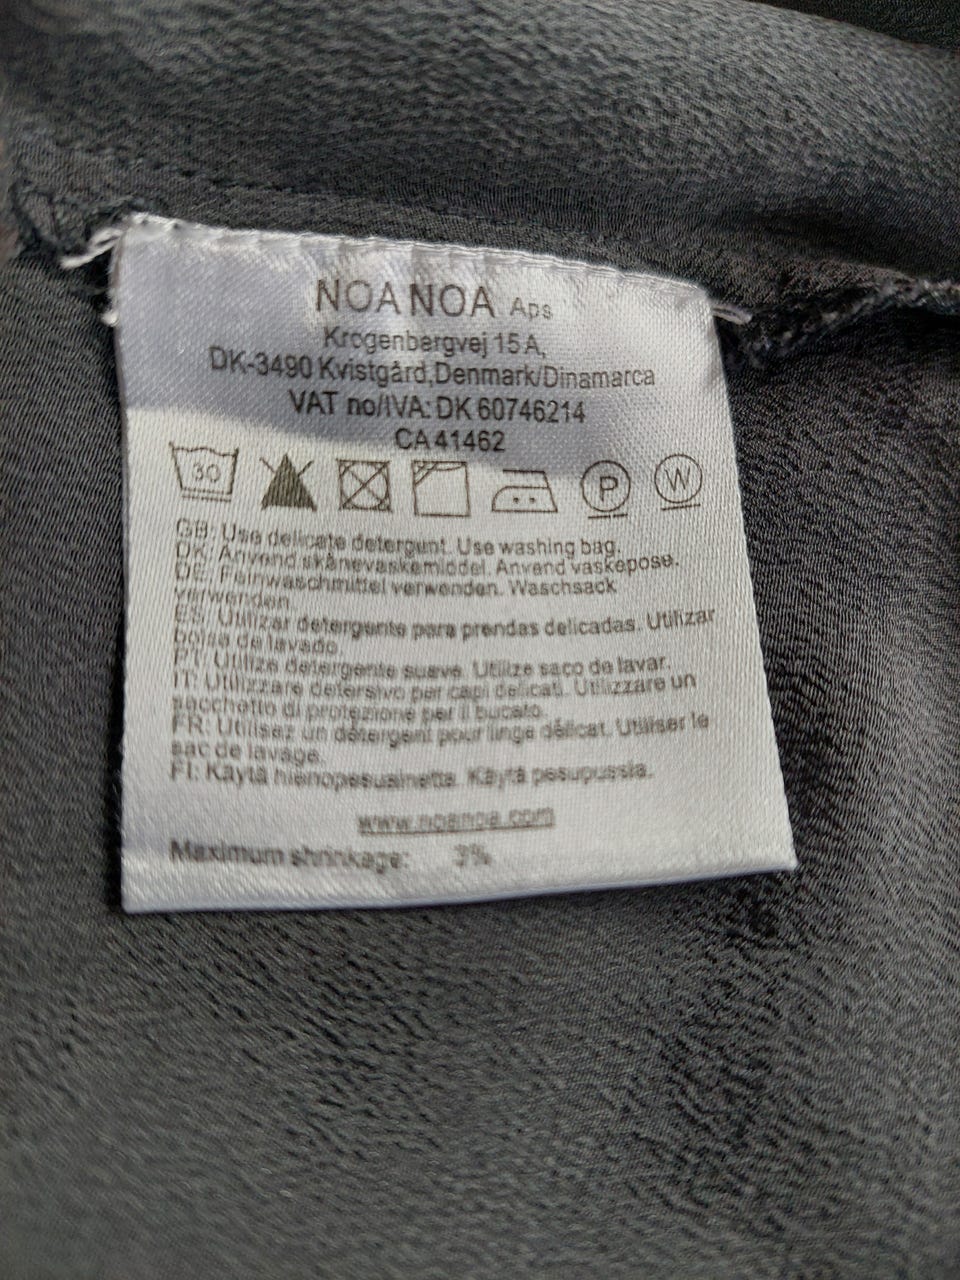 NOA NOA Aps
Krogenbergvej 15A,
DK-3490 Kvistgård,Denmark/Dinamarca
VAT no/IVA: DK 60746214
CA 41462
30 P W
GB: Use delicate detergunt. Use washing bag.
DK: Anvend skånevaskemiddel. Anvend vaskepose.
DE: Feinwaschmittel verwenden. Waschsack
verwenden.
ES: Utilizar detergente para prendas delicadas. Utilizar
bolsa de lavado.
PT: Utilize detergente suave. Utilize saco de lavar.
IT: Utilizzare detersivo per capi delicati. Utilizzare un
sacchetto di protezione per il bucato.
FR: Utilisez un détergent pour linge délicat. Utiliser le
sac de lavage.
FI: Käytä hienopesuainetta. Käytä pesupussia.
www.noanoa.com
Maximum shrinkage: 3%